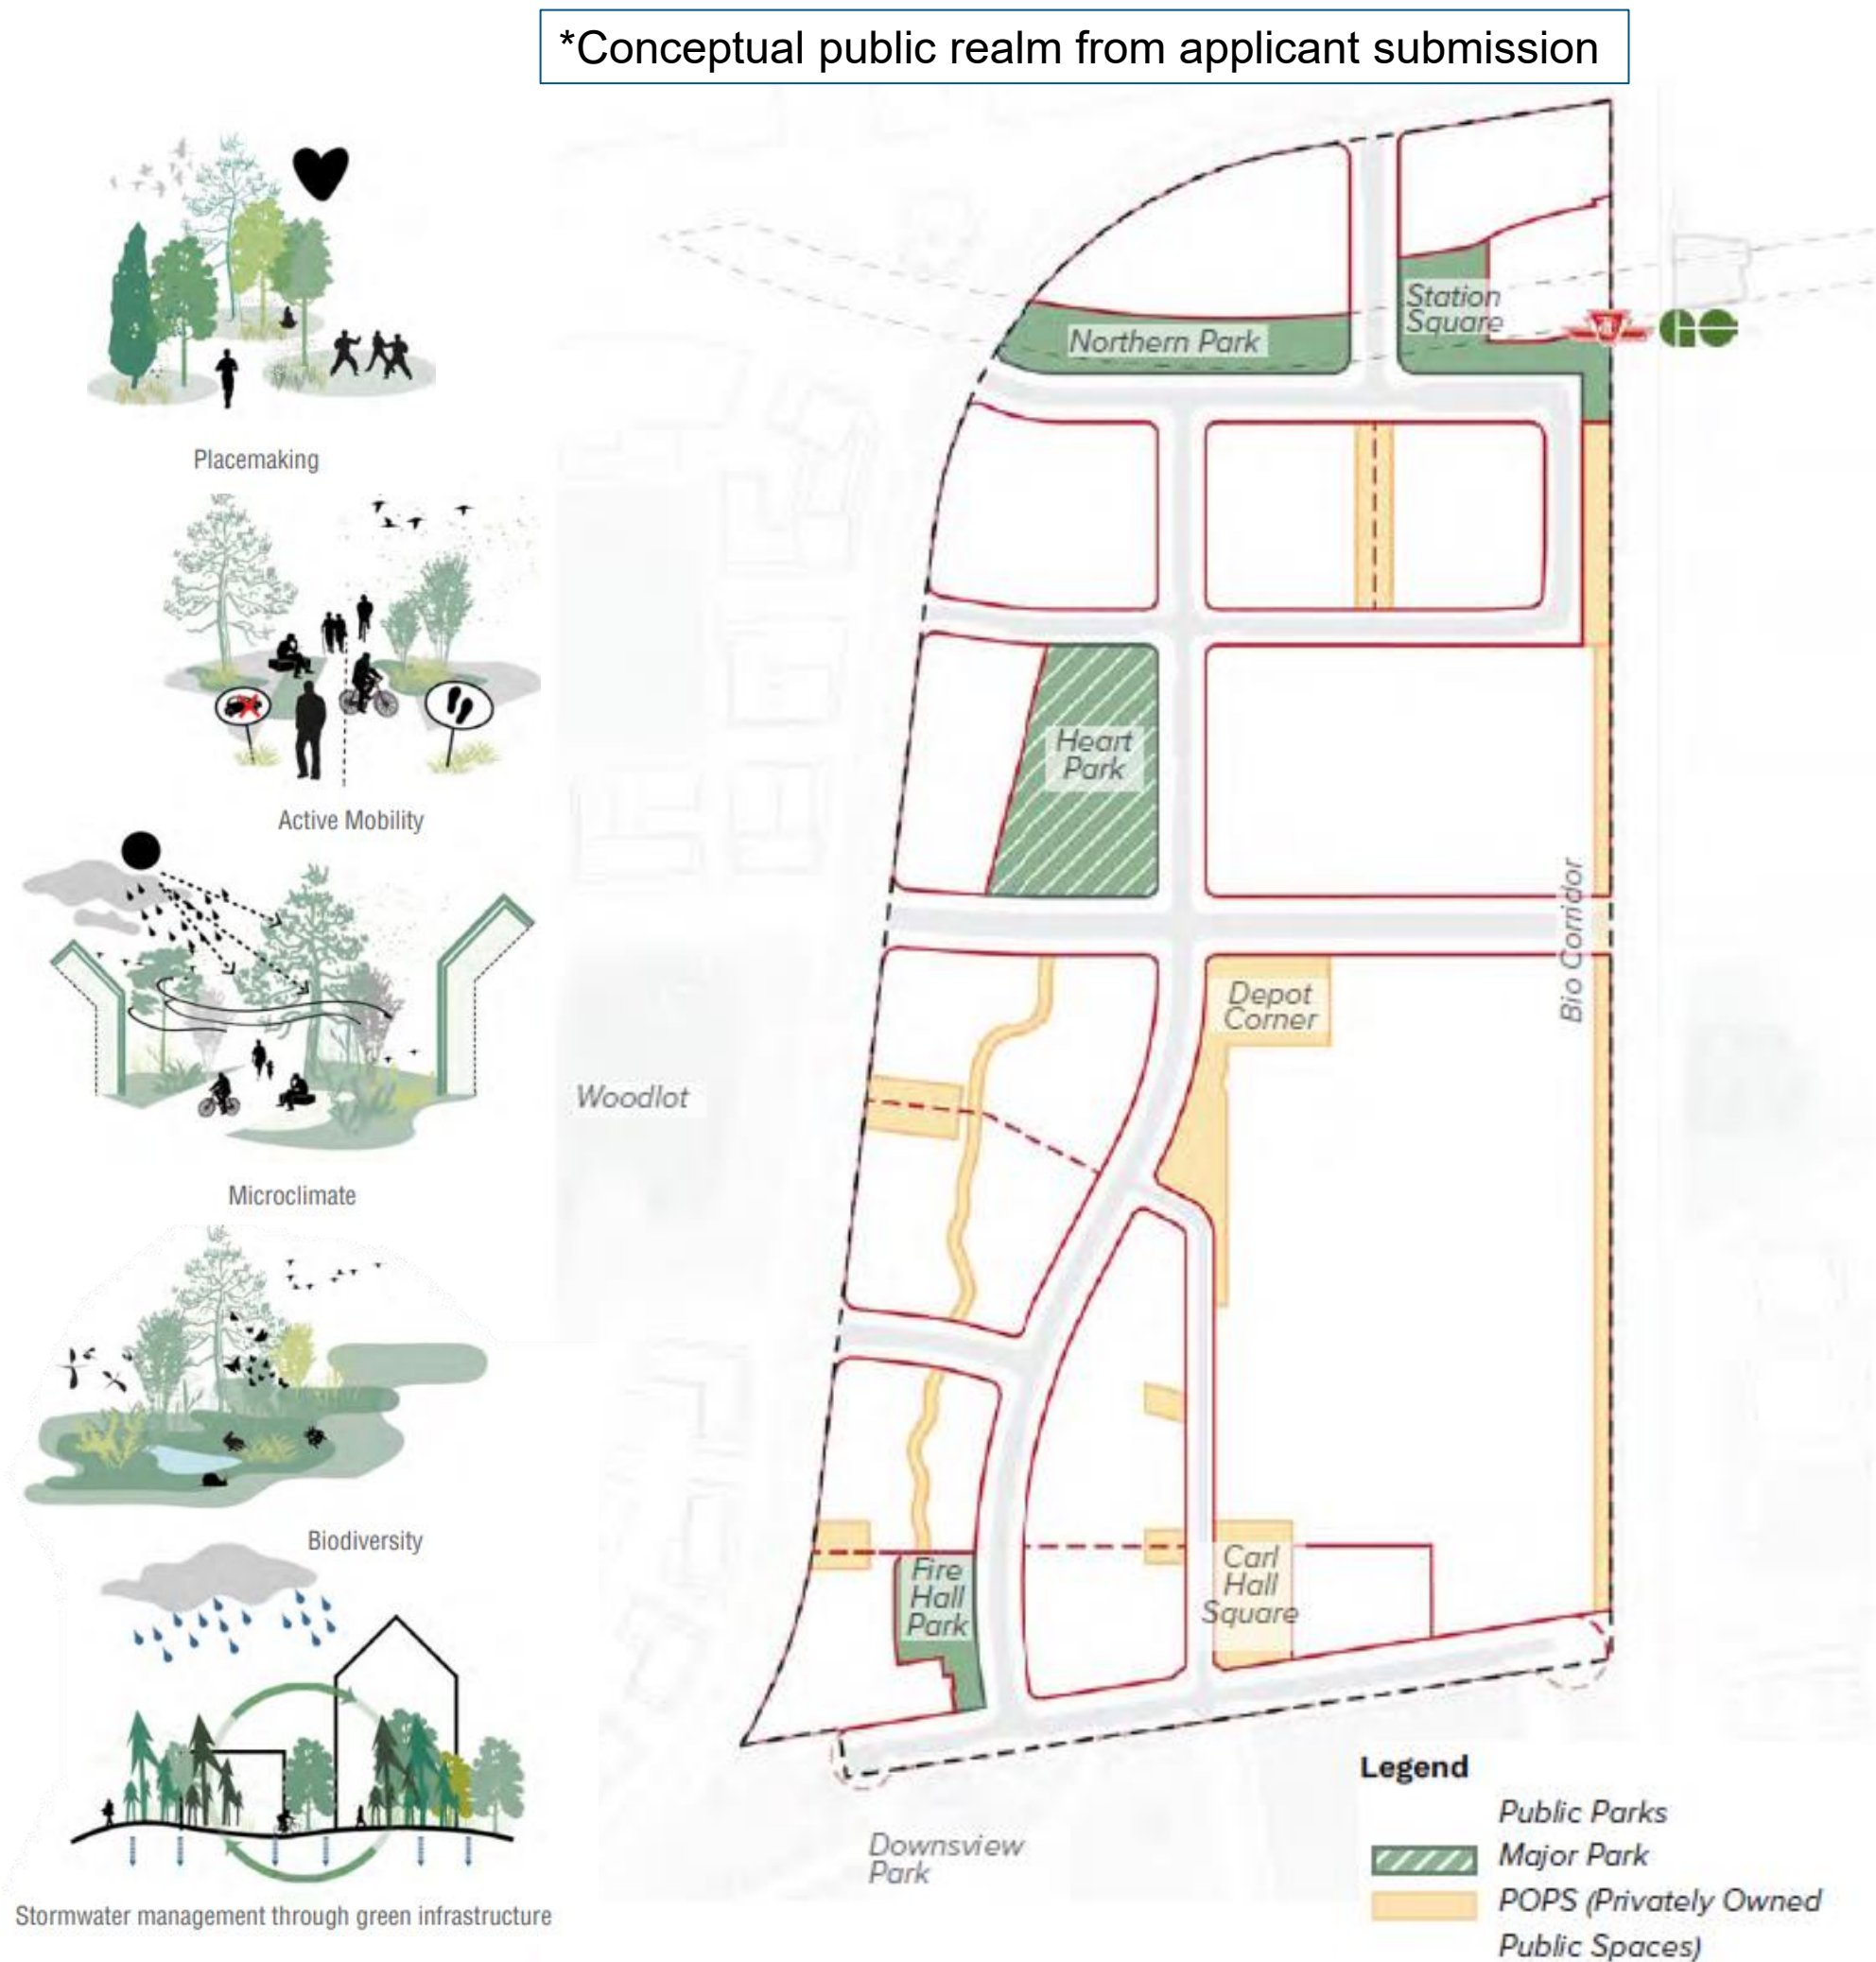 *Conceptual public realm from applicant submission
Placemaking
Active Mobility
Microclimate
Biodiversity
Stormwater management through green infrastructure
Station
Square
GO
Northern Park
Heart
Park
Bio Corridor
Depot
Corner
Woodlot
Fire
Hall
Park
Carl
Hall
Square
Downsview
Park
Legend
Public Parks
Major Park
POPS (Privately Owned
Public Spaces)